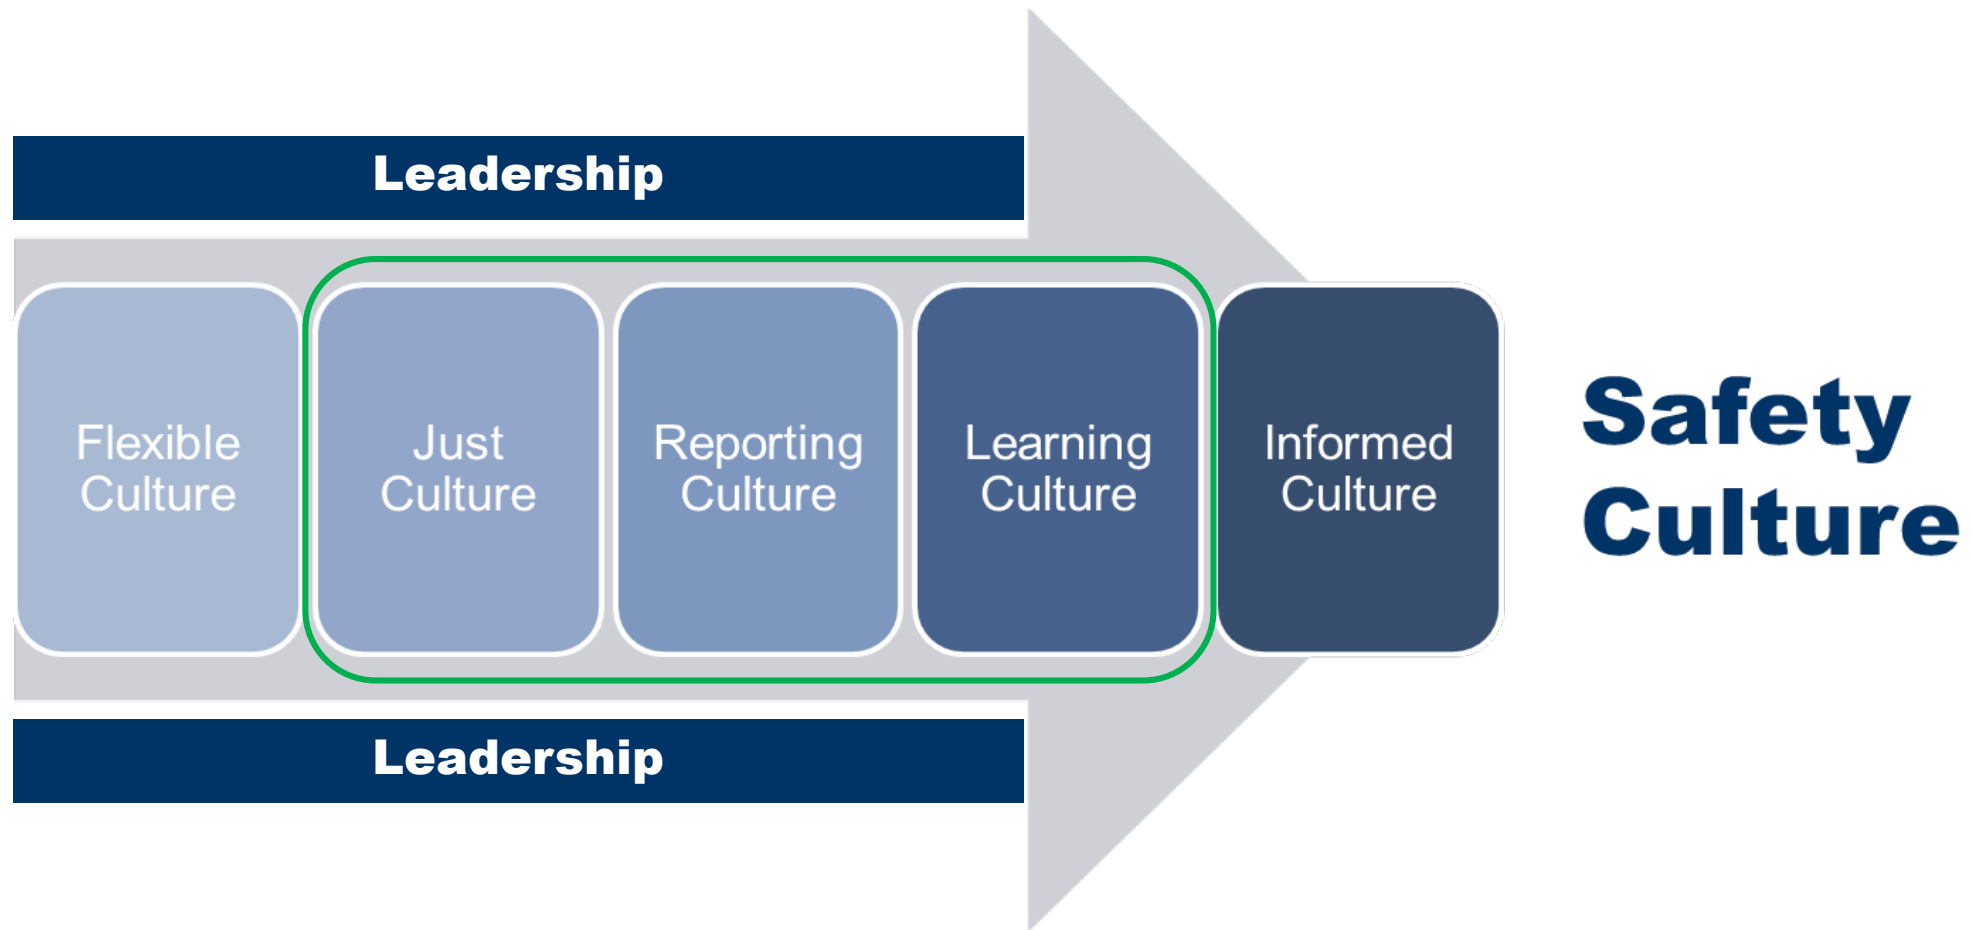 Leadership
Flexible
Culture
Just
Culture
Reporting
Culture
Learning
Culture
Informed
Culture
Safety
Culture
Leadership